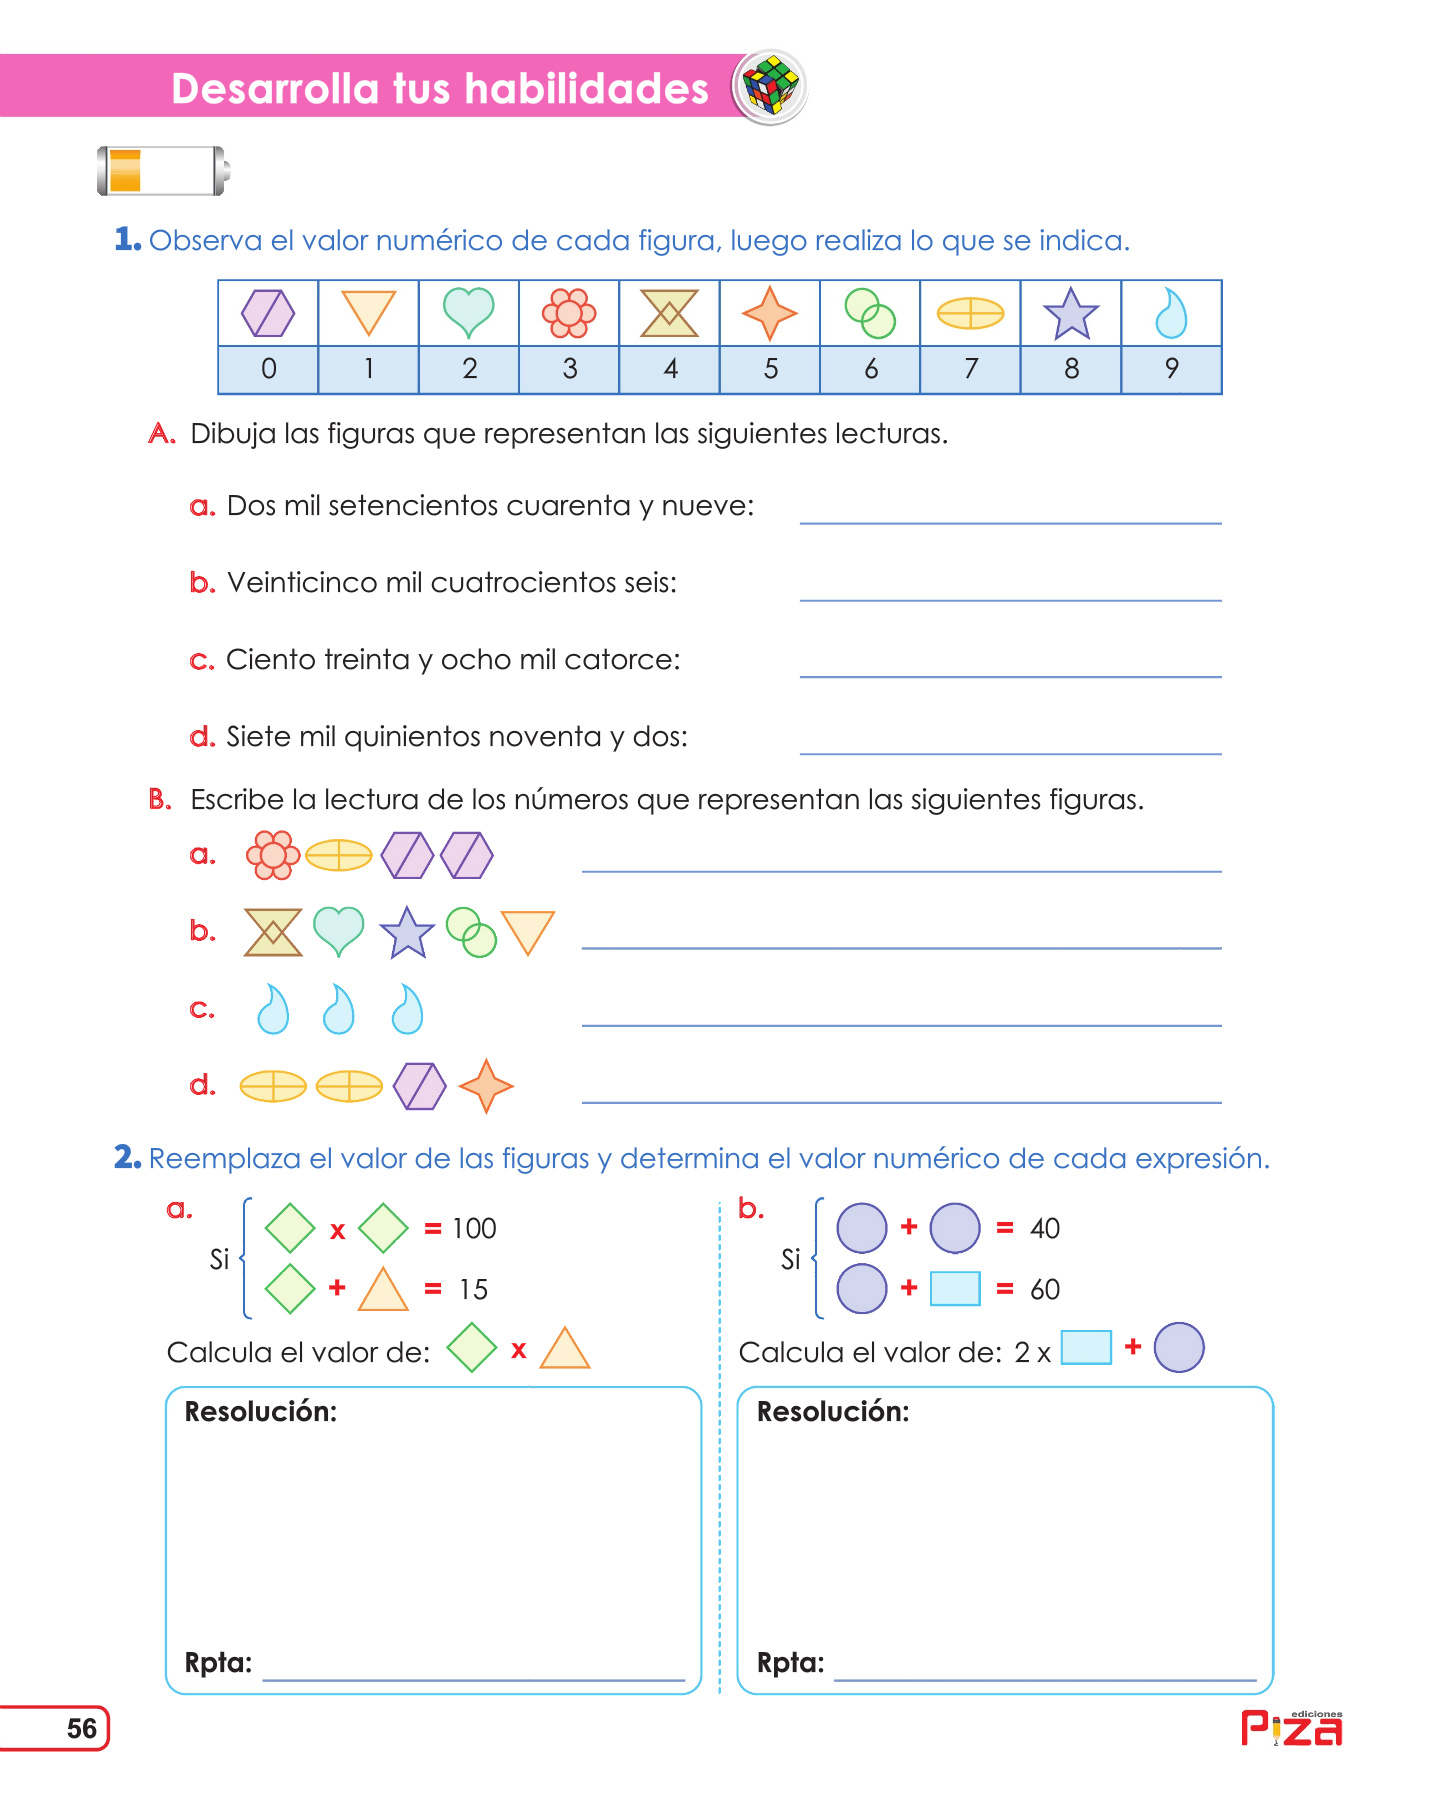 Desarrolla tus habilidades
1. Observa el valor numérico de cada figura, luego realiza lo que se indica.
0 1 2 3 4 5 6 7 8 9
A. Dibuja las figuras que representan las siguientes lecturas.
a. Dos mil setencientos cuarenta y nueve:
b. Veinticinco mil cuatrocientos seis:
c. Ciento treinta y ocho mil catorce:
d. Siete mil quinientos noventa y dos:
B. Escribe la lectura de los números que representan las siguientes figuras.
a.
b.
c.
d.
2. Reemplaza el valor de las figuras y determina el valor numérico de cada expresión.
a.
Si
x = 100
+ = 15
Calcula el valor de: x
Resolución:
Rpta:
b.
Si
+ = 40
+ = 60
Calcula el valor de: 2 x +
Resolución:
Rpta:
56
ediciones
Piza